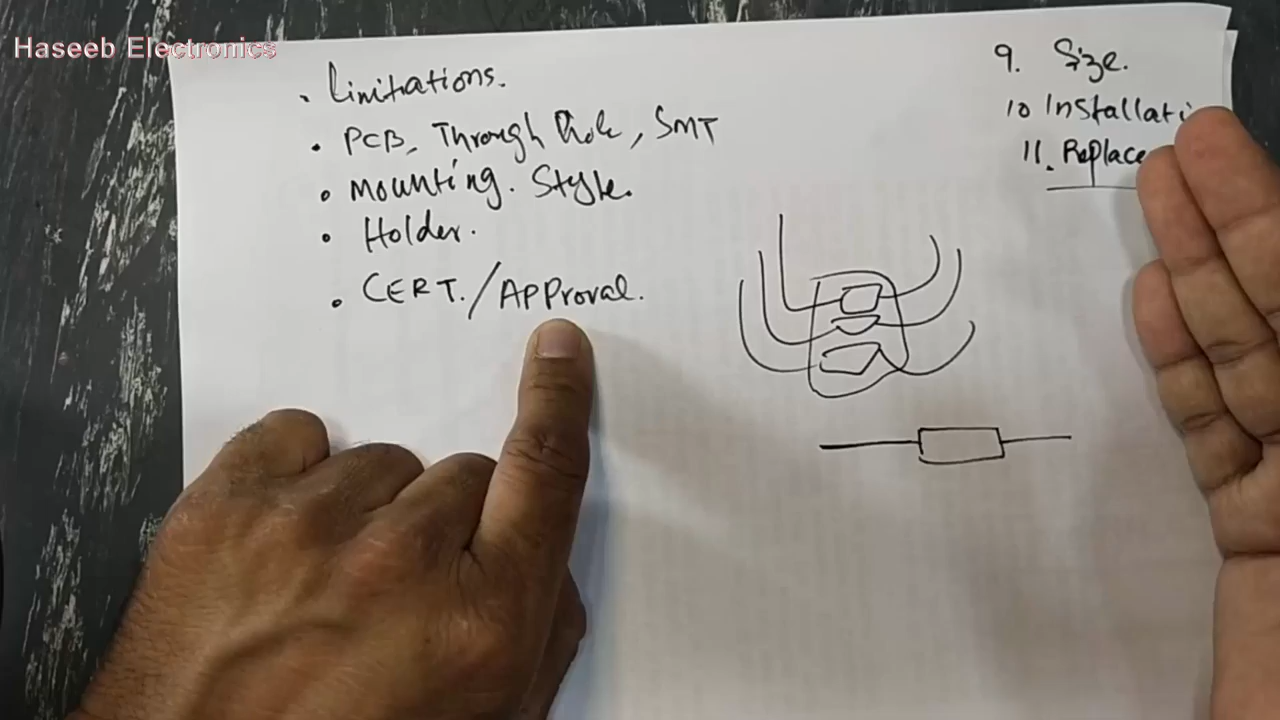 Haseeb Electronics
. Limitations.
. PCB, Through Hole, SMT
. Mounting. Style.
. Holder.
. CERT./Approval.
9. Size.
10 Installati
11. Replace